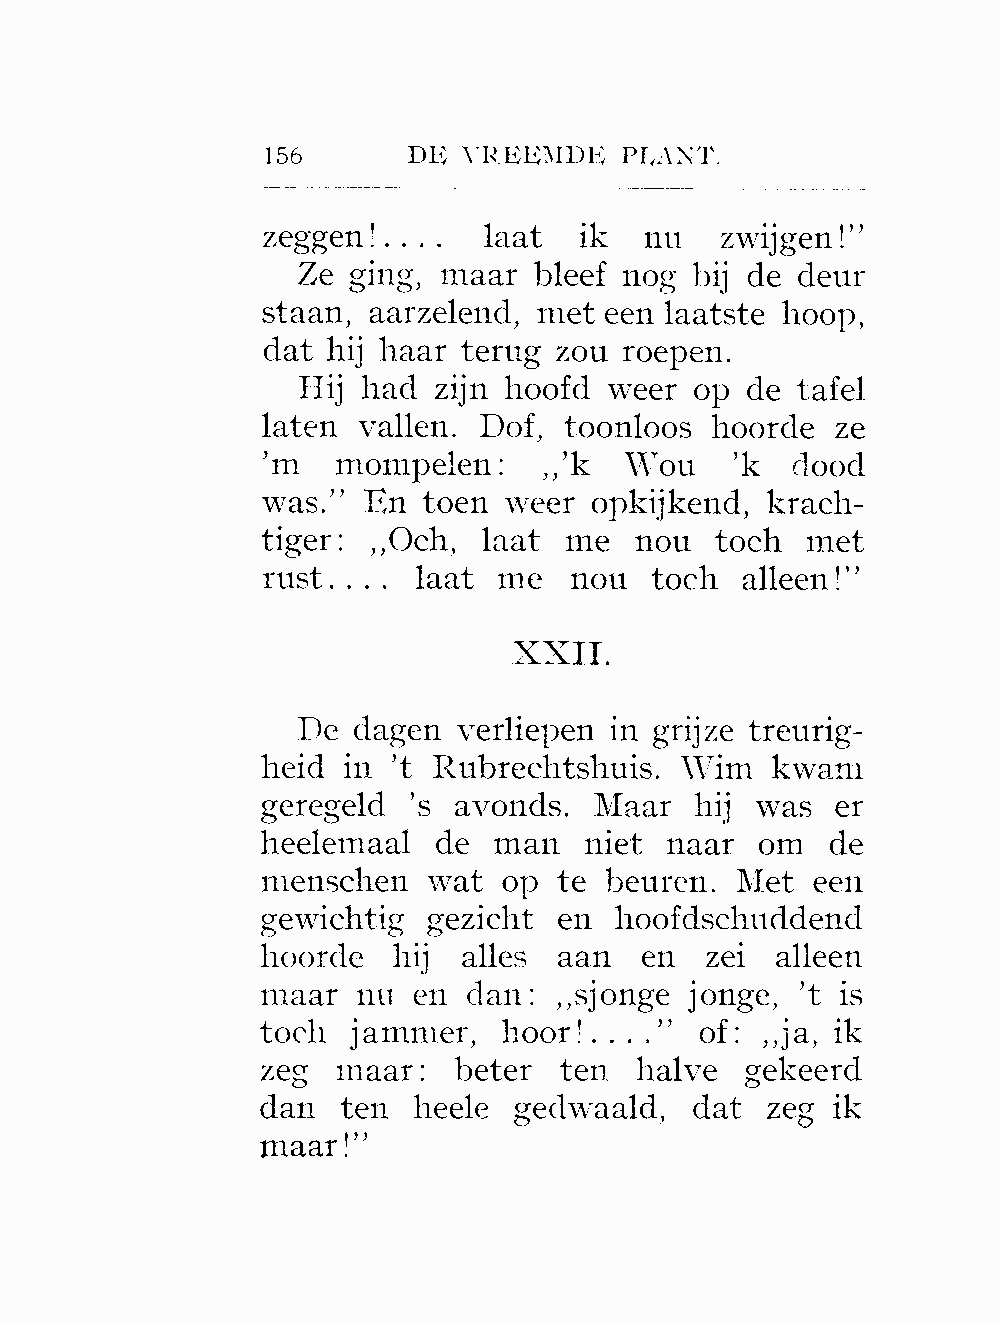 156 DE VREEMDE PLANT.
zeggen!.... laat ik nu zwijgen!”
Ze ging, maar bleef nog bij de deur
staan, aarzelend, met een laatste hoop,
dat hij haar terug zou roepen.
Hij had zijn hoofd weer op de tafel
laten vallen. Dof, toonloos hoorde ze
’m mompelen: „’k Wou ’k dood
was.” En toen weer opkijkend, krach-
tiger: „Och, laat me nou toch met
rust.... laat me nou toch alleen!”
XXII.
De dagen verliepen in grijze treurig-
heid in ’t Rubrechtshuis. Wim kwam
geregeld ’s avonds. Maar hij was er
heelemaal de man niet naar om de
menschen wat op te beuren. Met een
gewichtig gezicht en hoofdschuddend
hoorde hij alles aan en zei alleen
maar nu en dan: „sjonge jonge, ’t is
toch jammer, hoor!....” of: „ja, ik
zeg maar: beter ten halve gekeerd
dan ten heele gedwaald, dat zeg ik
maar!”